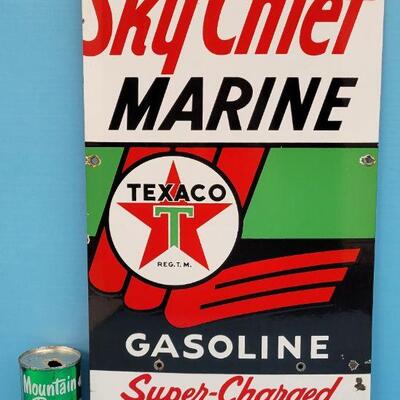 Sky Chief
MARINE
TEXACO
T
REG. T. M.
GASOLINE
Mountain
Super-Charged